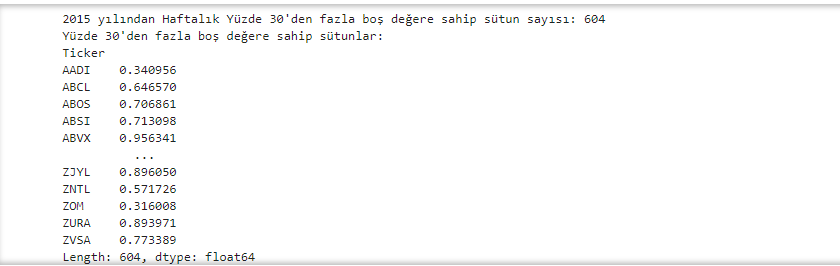 2015 yılından Haftalık Yüzde 30'den fazla boş değere sahip sütun sayısı: 604
Yüzde 30'den fazla boş değere sahip sütunlar:
Ticker
AADI    0.340956
ABCL    0.646570
ABOS    0.706861
ABSI    0.713098
ABVX    0.956341
...
ZJYL    0.896050
ZNTL    0.571726
ZOM     0.316008
ZURA    0.893971
ZVSA    0.773389
Length: 604, dtype: float64